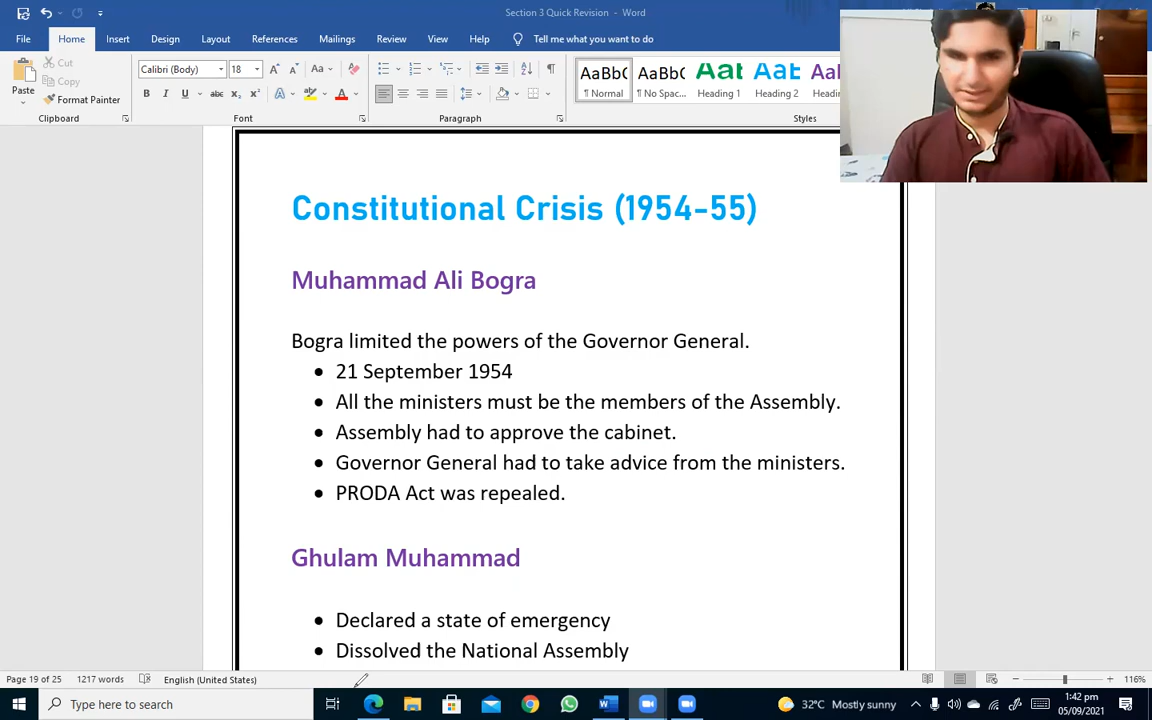 Section 3 Quick Revision - Word
File Home Insert Design Layout References Mailings Review View Help Tell me what you want to do
Paste
Cut
Copy
Format Painter
Clipboard
Calibri (Body) 18
Font
Paragraph
AaBbC AaBbC AaB AaB AaB
¶ Normal ¶ No Spac... Heading 1 Heading 2
Styles
Constitutional Crisis (1954-55)
Muhammad Ali Bogra
Bogra limited the powers of the Governor General.
• 21 September 1954
• All the ministers must be the members of the Assembly.
• Assembly had to approve the cabinet.
• Governor General had to take advice from the ministers.
• PRODA Act was repealed.
Ghulam Muhammad
• Declared a state of emergency
• Dissolved the National Assembly
Page 19 of 25 1217 words English (United States) 116%
Type here to search
32°C Mostly sunny
1:42 pm
05/09/2021